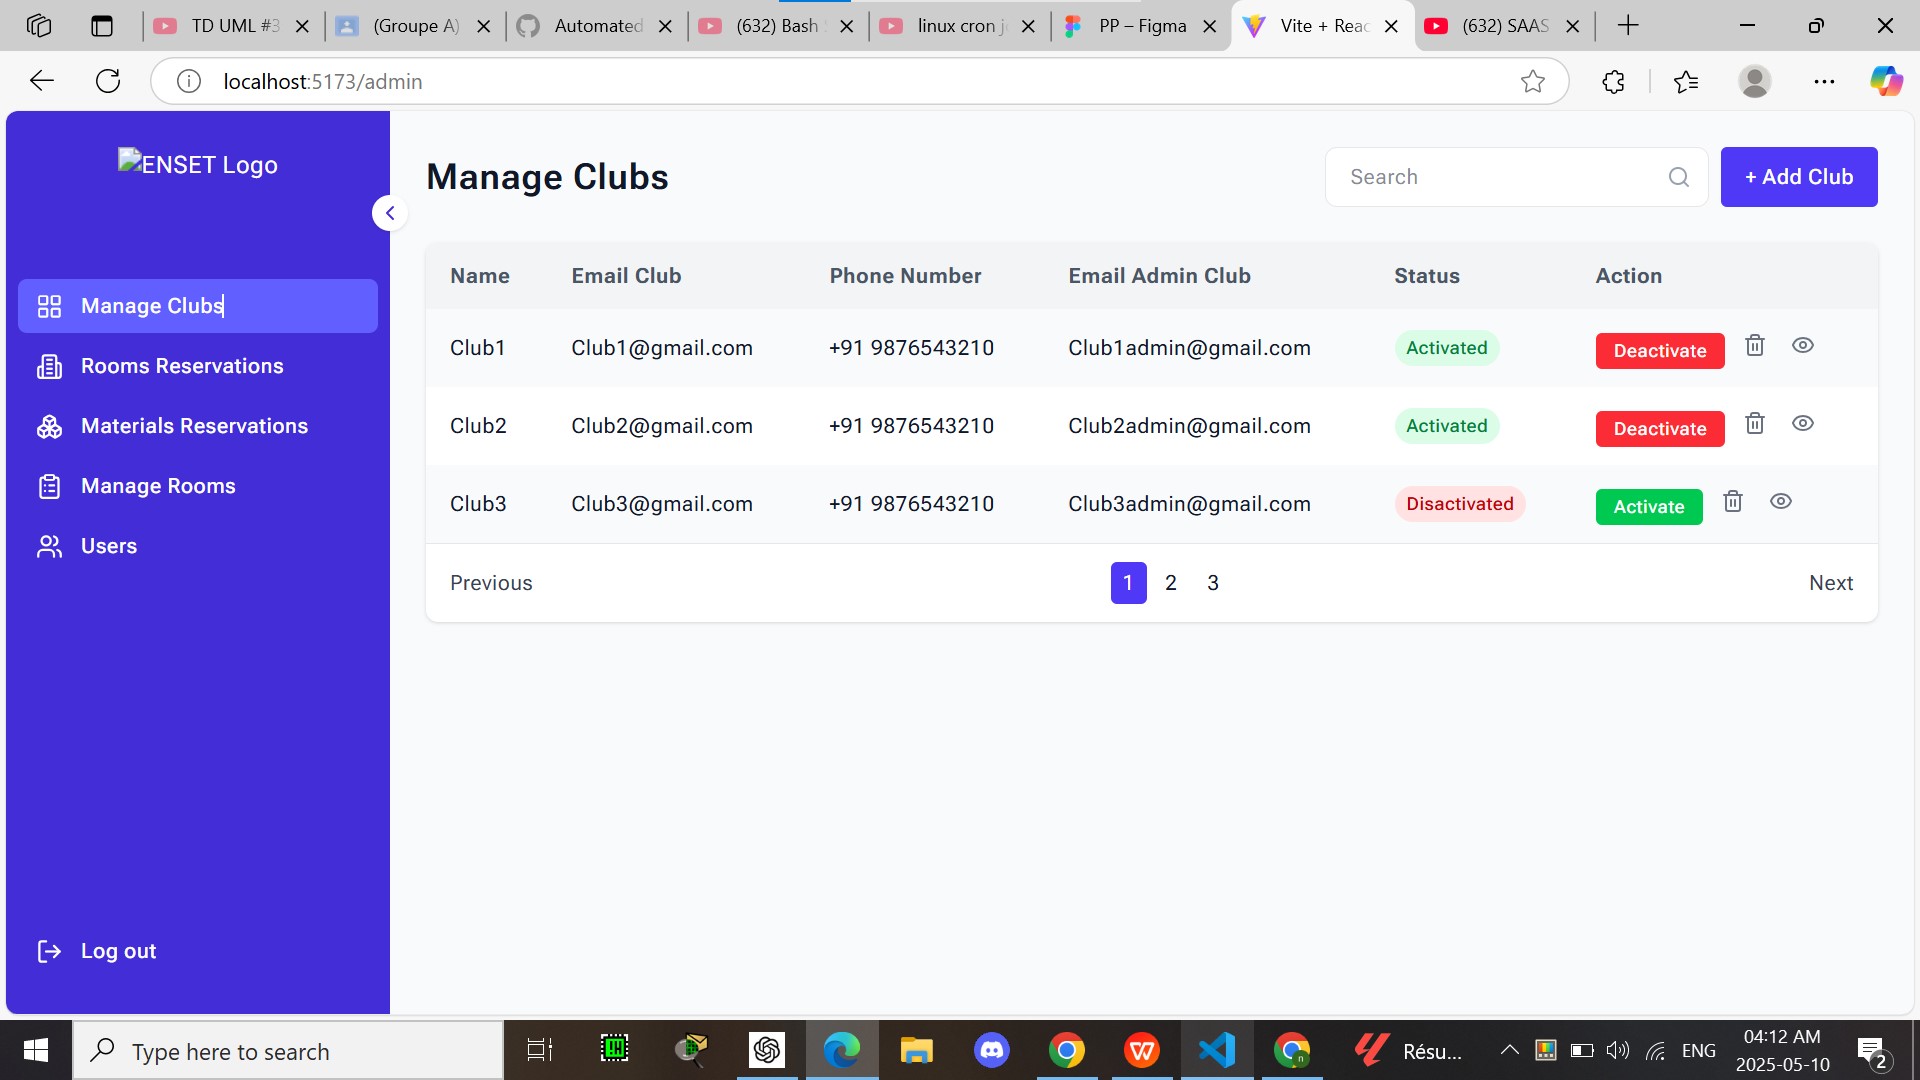 TD UML #3
(Groupe A)
Automated
(632) Bash
linux cron j
PP – Figma
Vite + Reac
(632) SAAS
localhost:5173/admin
ENSET Logo
Manage Clubs
Rooms Reservations
Materials Reservations
Manage Rooms
Users
Log out
Manage Clubs
Search
+ Add Club
Name Email Club Phone Number Email Admin Club Status Action
Club1 Club1@gmail.com +91 9876543210 Club1admin@gmail.com Activated Deactivate
Club2 Club2@gmail.com +91 9876543210 Club2admin@gmail.com Activated Deactivate
Club3 Club3@gmail.com +91 9876543210 Club3admin@gmail.com Disactivated Activate
Previous 1 2 3 Next
Type here to search
Résu...
ENG
04:12 AM
2025-05-10
2